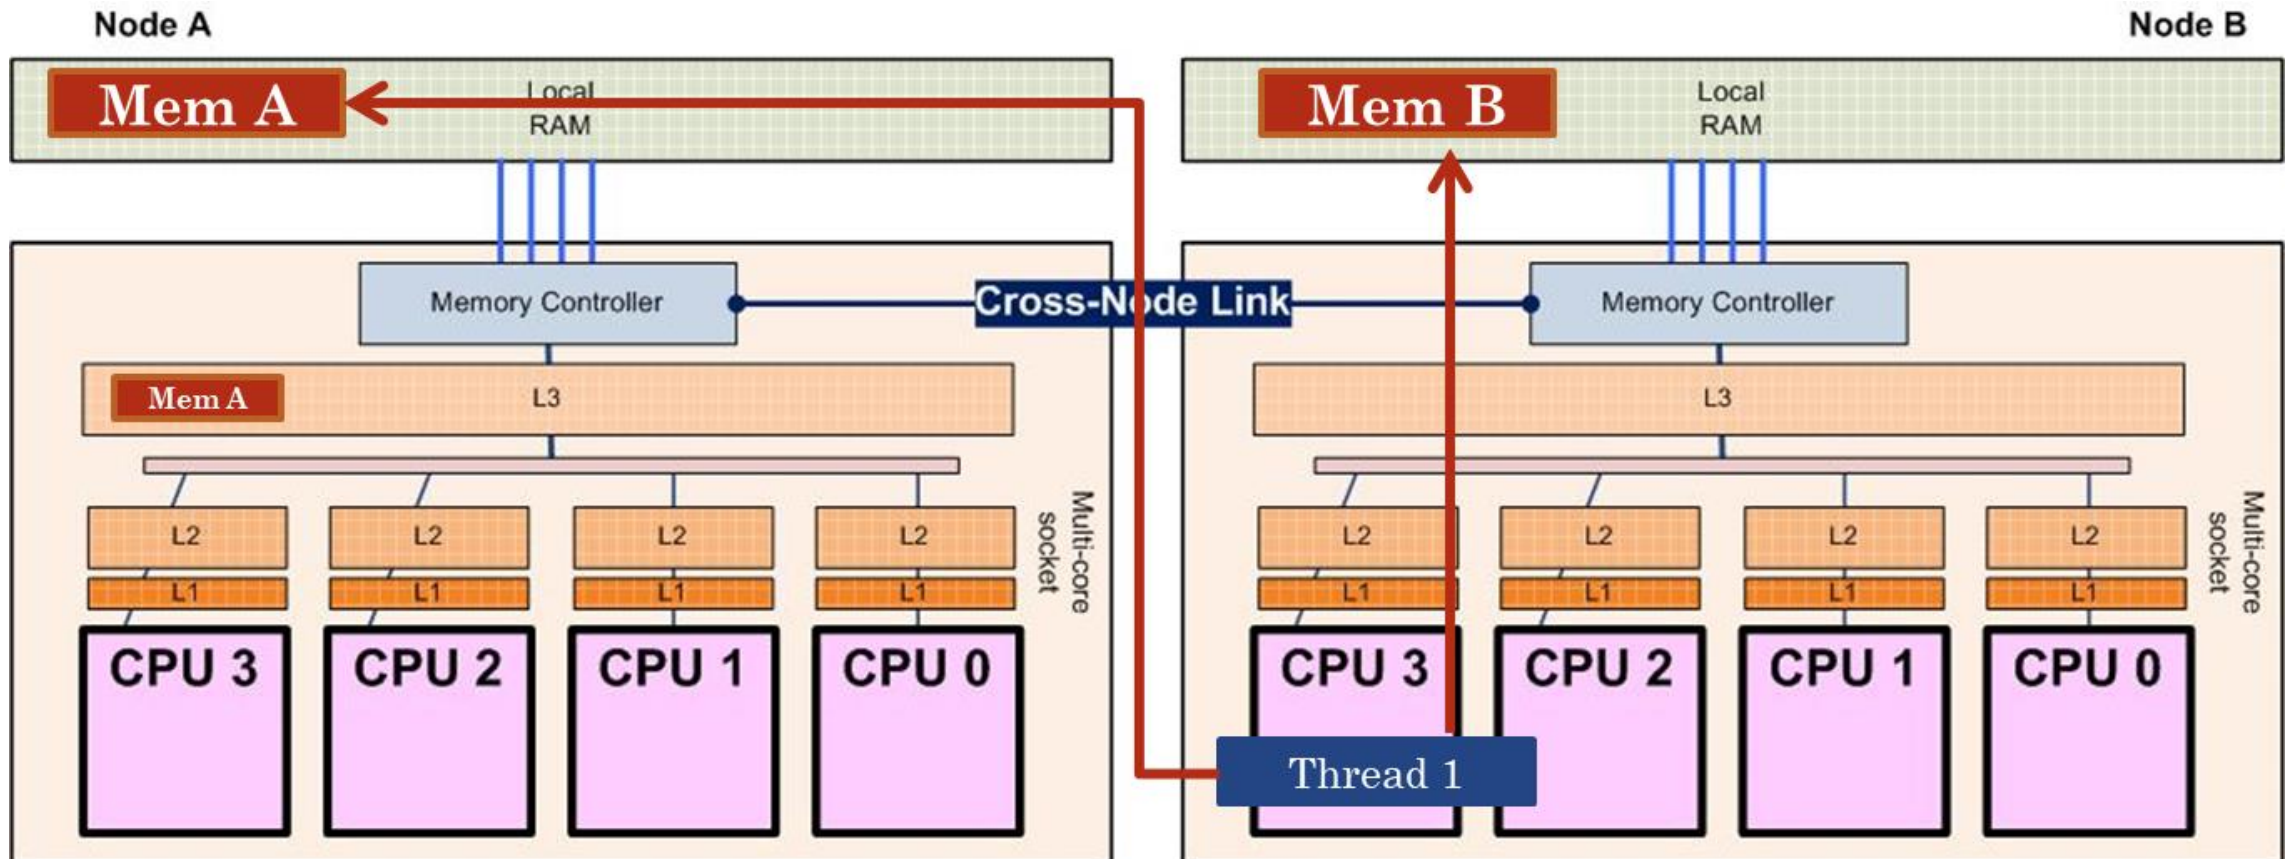 Node A
Node B
Mem A
Local
RAM
Mem B
Local
RAM
Memory Controller
Cross-Node Link
Memory Controller
Mem A
L3
L3
L2
L2
L2
L2
Multi-core
socket
L2
L2
L2
L2
Multi-core
socket
L1
L1
L1
L1
L1
L1
L1
L1
CPU 3
CPU 2
CPU 1
CPU 0
CPU 3
CPU 2
CPU 1
CPU 0
Thread 1